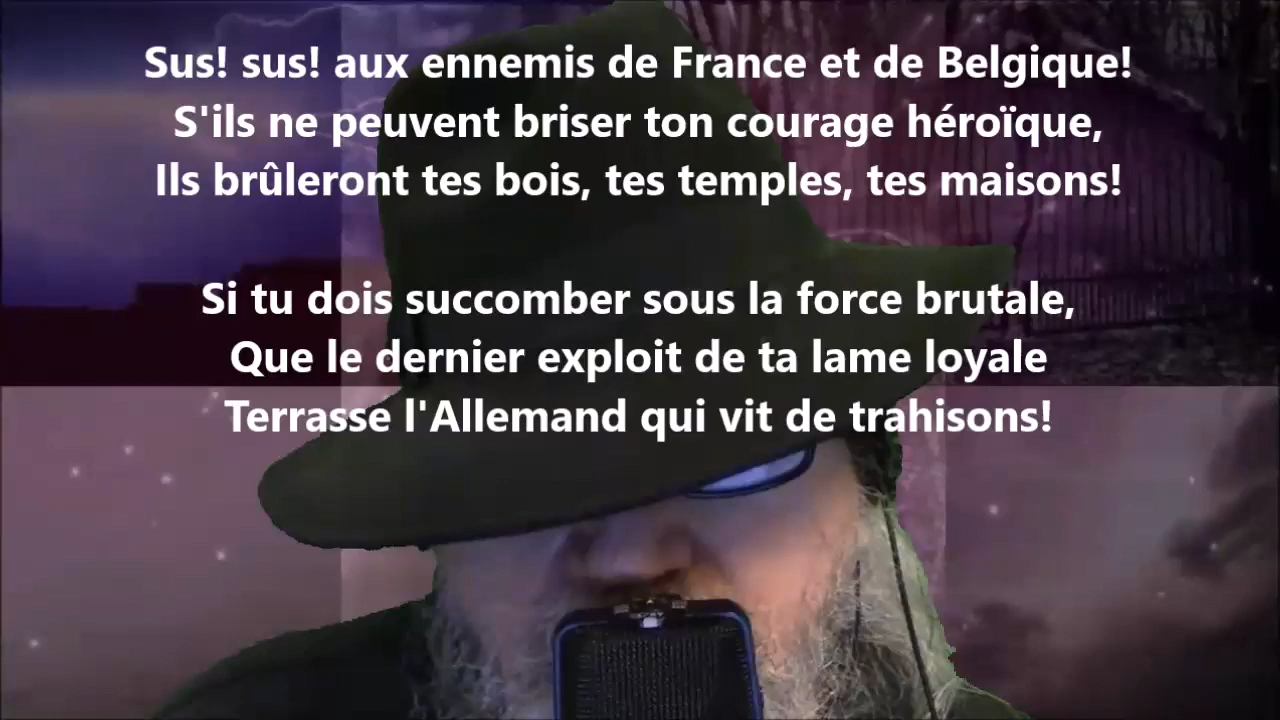 Sus! sus! aux ennemis de France et de Belgique!
S'ils ne peuvent briser ton courage héroïque,
Ils brûleront tes bois, tes temples, tes maisons!
Si tu dois succomber sous la force brutale,
Que le dernier exploit de ta lame loyale
Terrasse l'Allemand qui vit de trahisons!